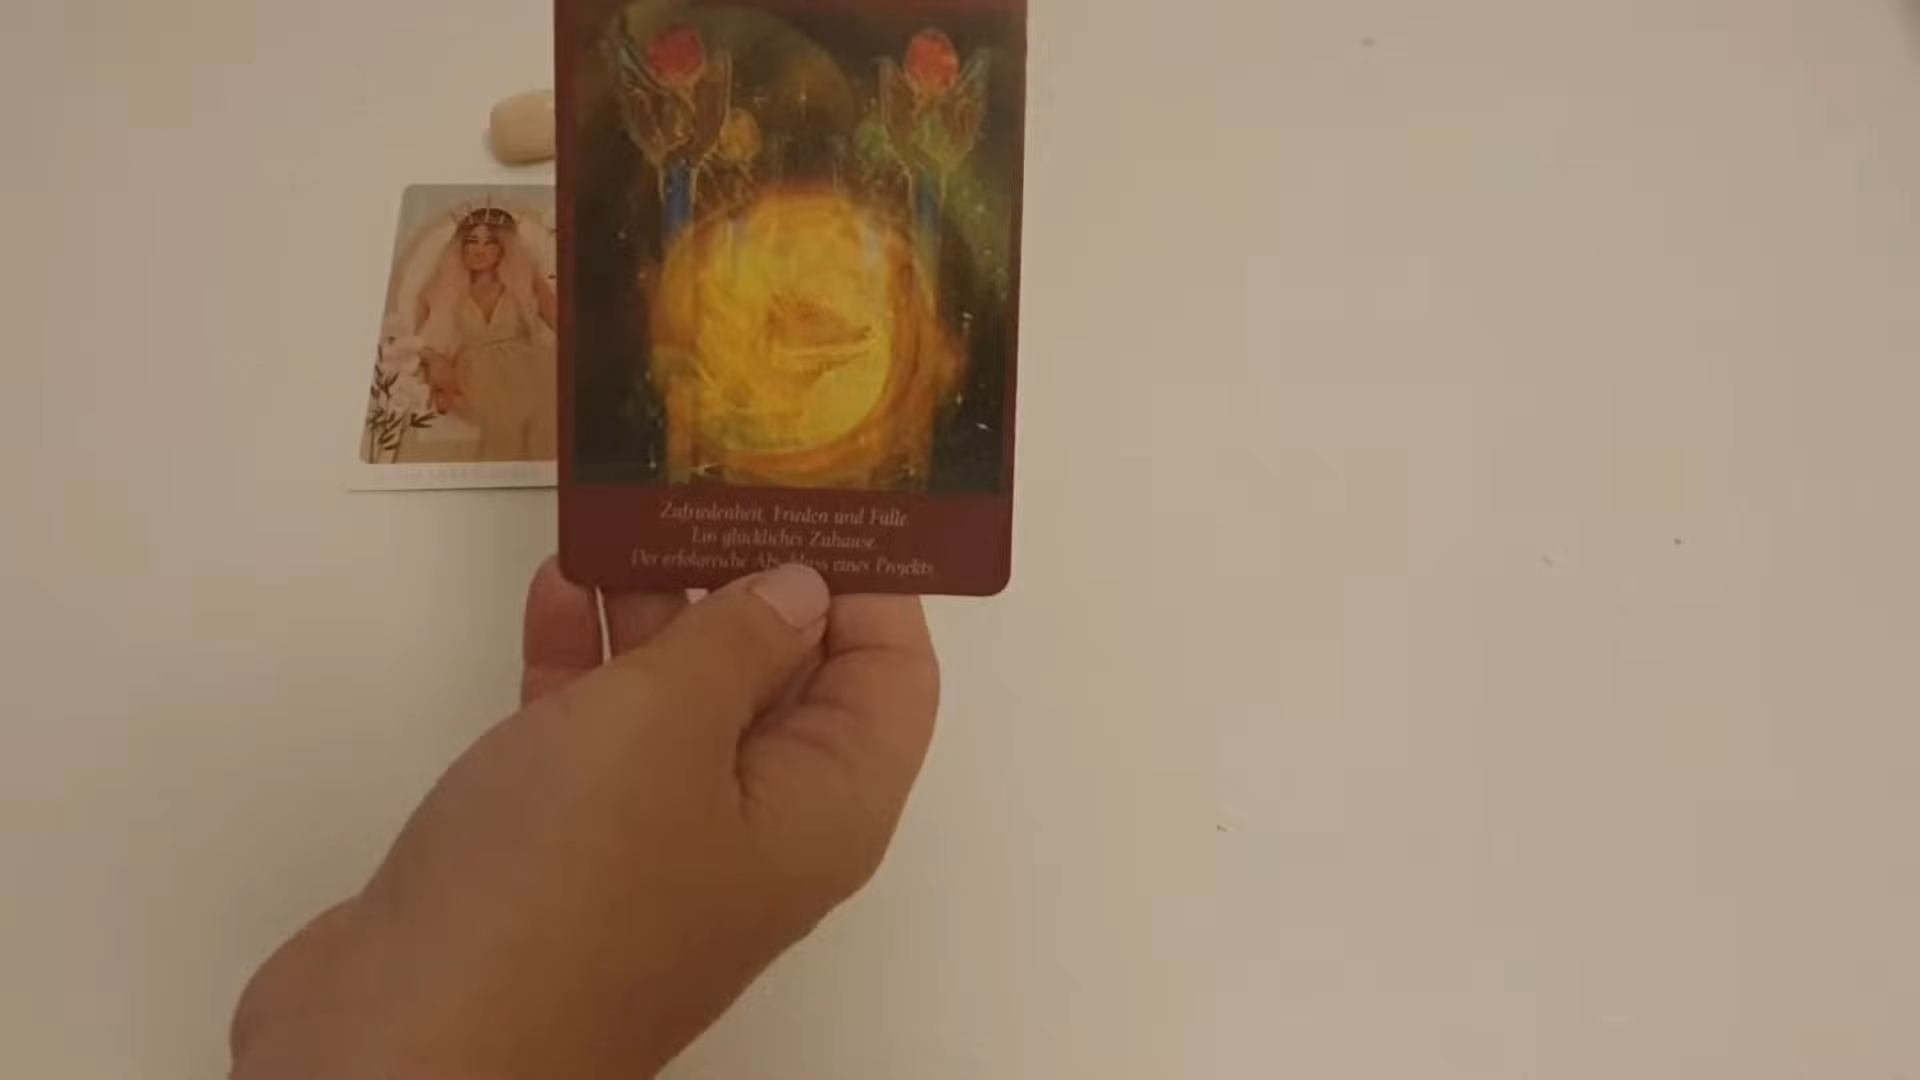 Zufriedenheit, Frieden und Fülle.
Ein glückliches Zuhause.
Der erfolgreiche Abschluss eines Projekts.